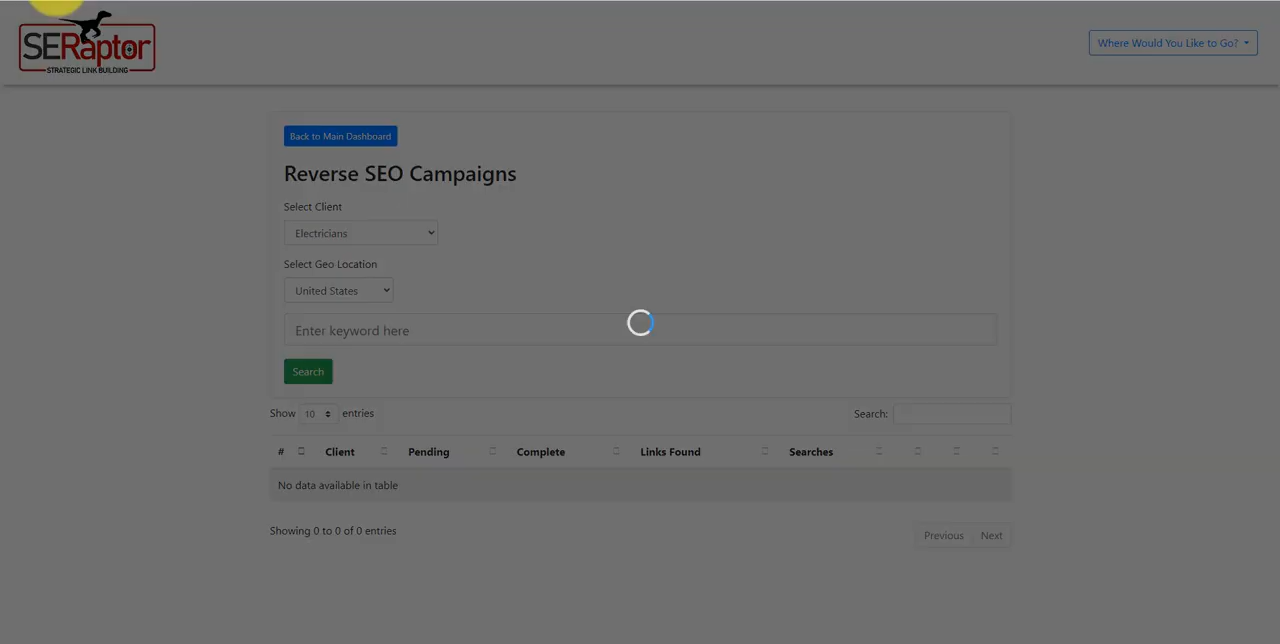 SERaptor
STRATEGIC LINK BUILDING
Where Would You Like to Go?
Back to Main Dashboard
Reverse SEO Campaigns
Select Client
Electricians
Select Geo Location
United States
Enter keyword here
Search
Show 10 entries
Search:
# Client Pending Complete Links Found Searches
No data available in table
Showing 0 to 0 of 0 entries
Previous Next